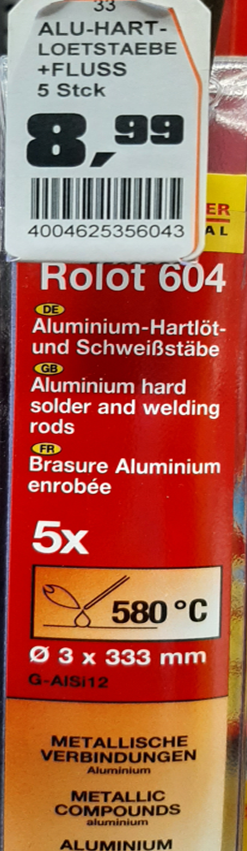 33
ALU-HART-
LOETSTAEBE
+FLUSS
5 Stck
8,99
4004625356043
ER
AL
Rolot 604
DE
Aluminium-Hartlöt-
und Schweißstäbe
GB
Aluminium hard
solder and welding
rods
FR
Brasure Aluminium
enrobée
5x
580°C
Ø 3 x 333 mm
G-AlSi12
METALLISCHE
VERBINDUNGEN
Aluminium
METALLIC
COMPOUNDS
aluminium
ALUMINIUM